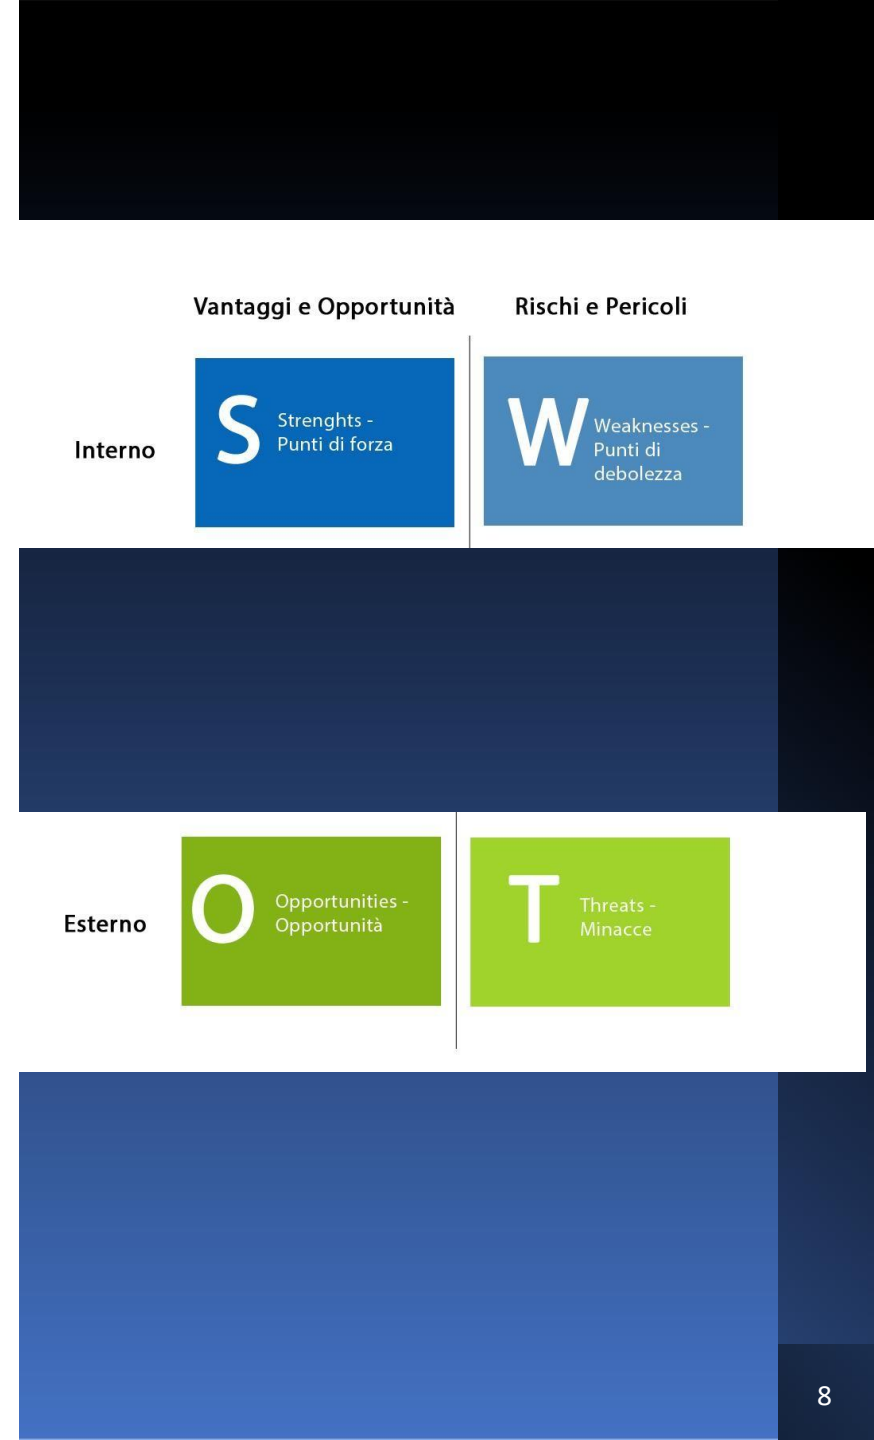 Vantaggi e Opportunità
Rischi e Pericoli
Interno
S
Strenghts -
Punti di forza
W
Weaknesses -
Punti di
debolezza
Esterno
O
Opportunities -
Opportunità
T
Threats -
Minacce
8